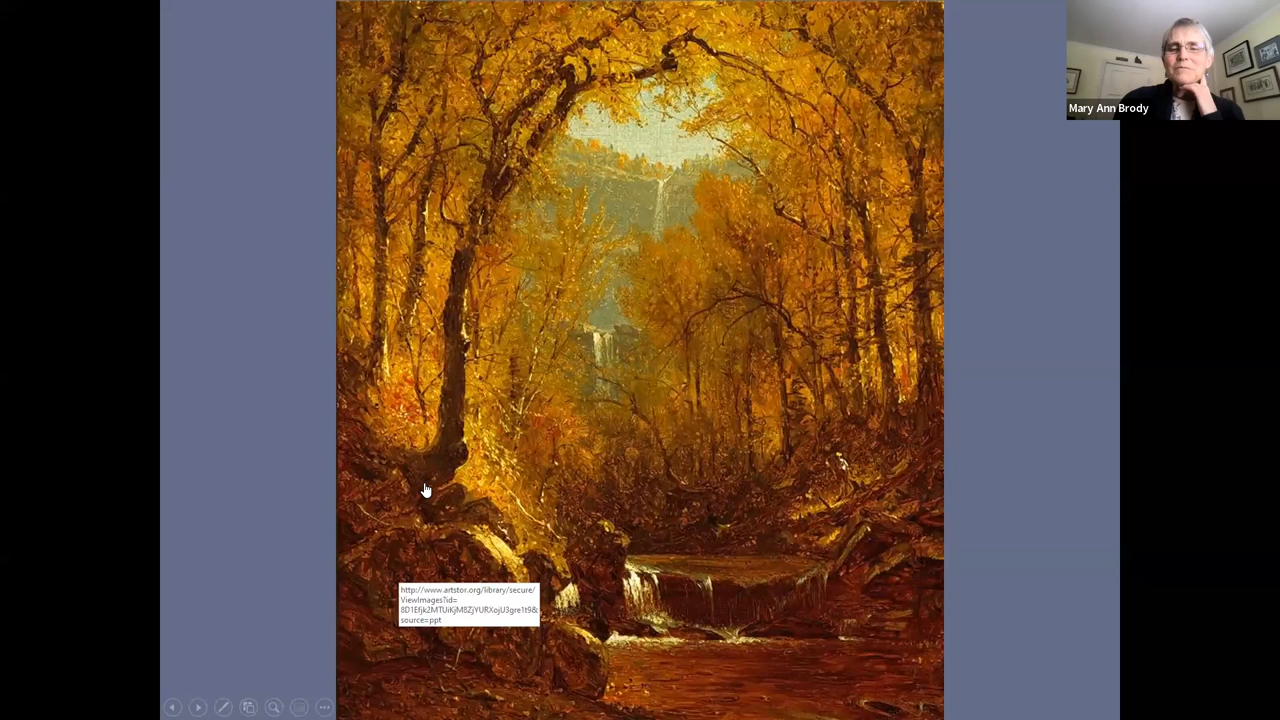 Mary Ann Brody
http://www.artstor.org/library/secure/
ViewImages?id=
8D1Efjk2MTUiKjM8ZjYURXojU3gre1t9&
source=ppt